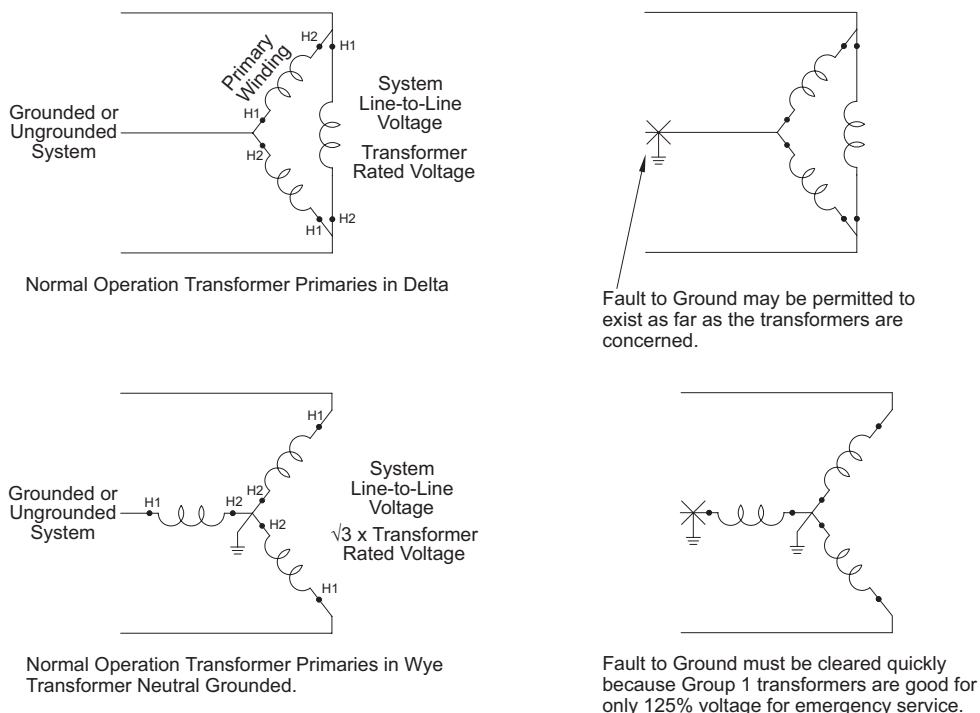 H2
H1
Primary
Winding
System
Line-to-Line
Voltage
Grounded or
Ungrounded
System
H1
H2
Transformer
Rated Voltage
H2
H1
Normal Operation Transformer Primaries in Delta
Fault to Ground may be permitted to
exist as far as the transformers are
concerned.
H1
System
Line-to-Line
Voltage
√3 x Transformer
Rated Voltage
Grounded or
Ungrounded
System
H1
H2
H2
H2
H1
Normal Operation Transformer Primaries in Wye
Transformer Neutral Grounded.
Fault to Ground must be cleared quickly
because Group 1 transformers are good for
only 125% voltage for emergency service.